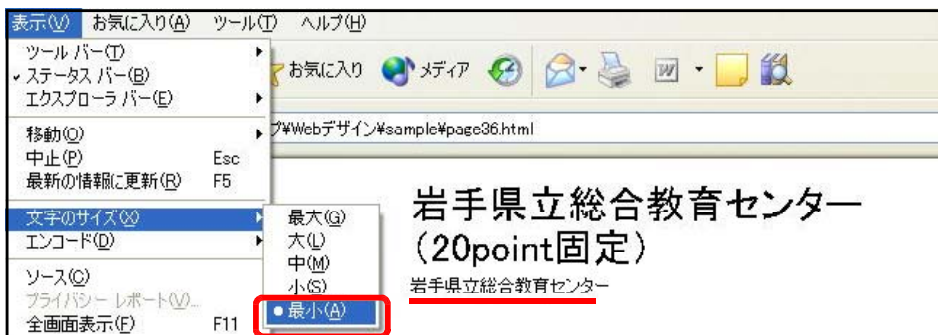 表示(V) お気に入り(A) ツール(T) ヘルプ(H)
ツール バー(T)
ステータス バー(B)
エクスプローラ バー(E)
移動(O)
中止(P) Esc
最新の情報に更新(R) F5
文字のサイズ(X)
エンコード(D)
ソース(C)
プライバシー レポート(V)...
全画面表示(F) F11
最大(G)
大(L)
中(M)
小(S)
最小(A)
お気に入り メディア
プ¥Webデザイン¥sample¥page36.html
岩手県立総合教育センター
(20point固定)
岩手県立総合教育センター